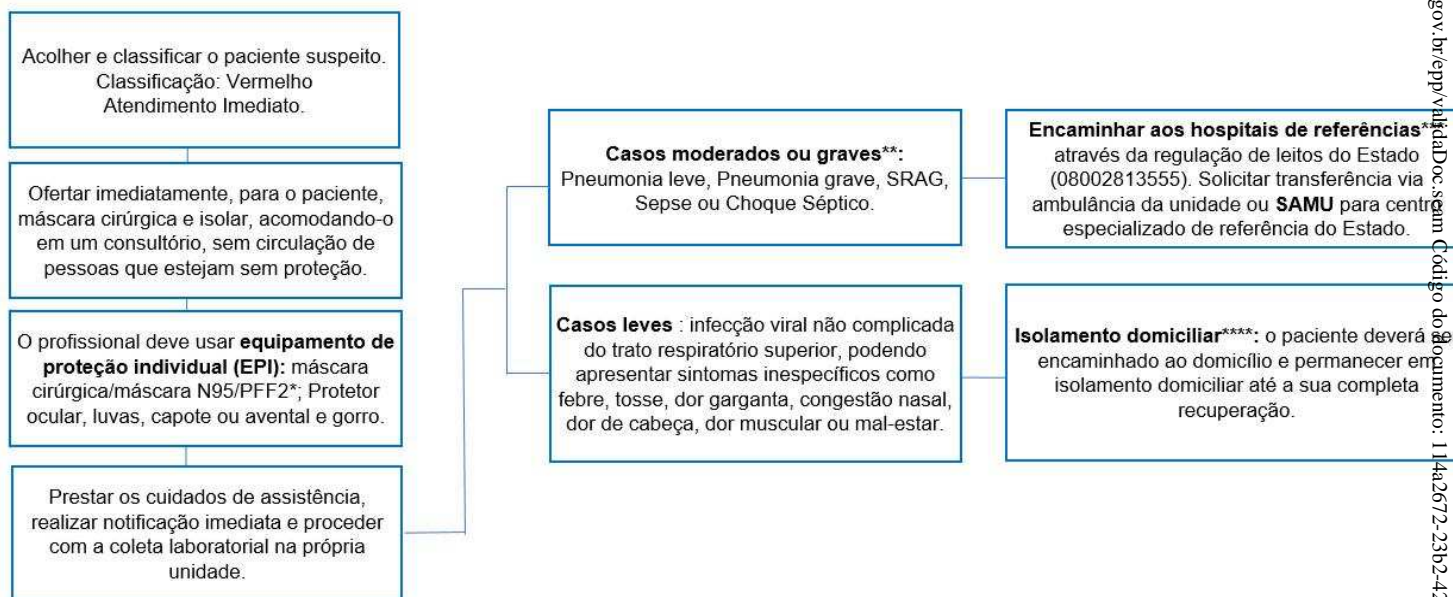 Acolher e classificar o paciente suspeito.
Classificação: Vermelho
Atendimento Imediato.
Ofertar imediatamente, para o paciente,
máscara cirúrgica e isolar, acomodando-o
em um consultório, sem circulação de
pessoas que estejam sem proteção.
O profissional deve usar equipamento de
proteção individual (EPI): máscara
cirúrgica/máscara N95/PFF2*; Protetor
ocular, luvas, capote ou avental e gorro.
Prestar os cuidados de assistência,
realizar notificação imediata e proceder
com a coleta laboratorial na própria
unidade.
Casos moderados ou graves**:
Pneumonia leve, Pneumonia grave, SRAG,
Sepse ou Choque Séptico.
Encaminhar aos hospitais de referências**
através da regulação de leitos do Estado
(08002813555). Solicitar transferência via
ambulância da unidade ou SAMU para
especializado de referência do Estado.
Casos leves : infecção viral não complicada
do trato respiratório superior, podendo
apresentar sintomas inespecíficos como
febre, tosse, dor garganta, congestão nasal,
dor de cabeça, dor muscular ou mal-estar.
Isolamento domiciliar****: o paciente deverá
encaminhado ao domicílio e permanecer em
isolamento domiciliar até a sua completa
recuperação.
gov.br/epp/validaDoc.seam Código do documento: 114a2672-23b2-42